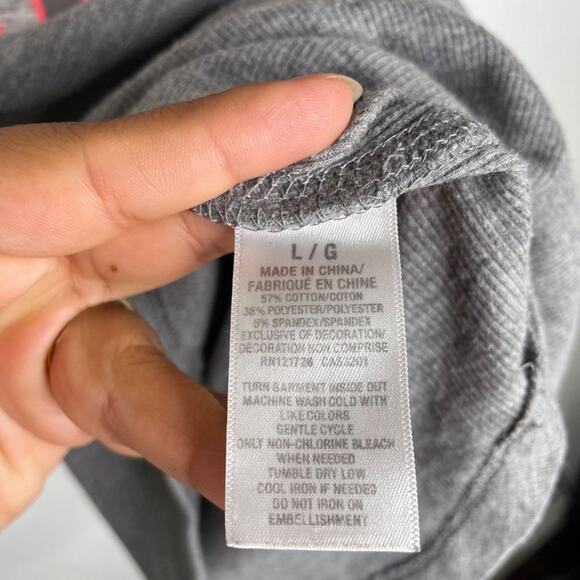 L / G
MADE IN CHINA/
FABRIQUÉ EN CHINE
57% COTTON/COTON
38% POLYESTER/POLYESTER
5% SPANDEX/SPANDEX
EXCLUSIVE OF DECORATION/
DECORATION NON COMPRISE
RN121726 CA53201
TURN GARMENT INSIDE OUT
MACHINE WASH COLD WITH
LIKE COLORS
GENTLE CYCLE
ONLY NON-CHLORINE BLEACH
WHEN NEEDED
TUMBLE DRY LOW
COOL IRON IF NEEDED
DO NOT IRON ON
EMBELLISHMENT